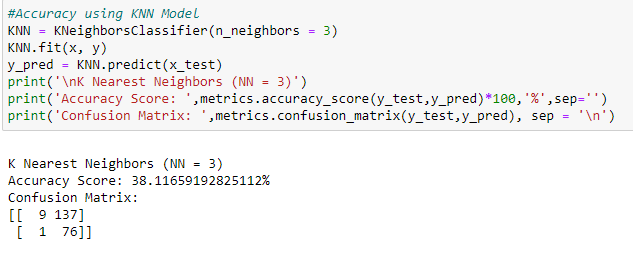 #Accuracy using KNN Model
KNN = KNeighborsClassifier(n_neighbors = 3)
KNN.fit(x, y)
y_pred = KNN.predict(x_test)
print('\nK Nearest Neighbors (NN = 3)')
print('Accuracy Score: ',metrics.accuracy_score(y_test,y_pred)*100,'%',sep='')
print('Confusion Matrix: ',metrics.confusion_matrix(y_test,y_pred), sep = '\n')
K Nearest Neighbors (NN = 3)
Accuracy Score: 38.11659192825112%
Confusion Matrix:
[[  9 137]
 [  1  76]]